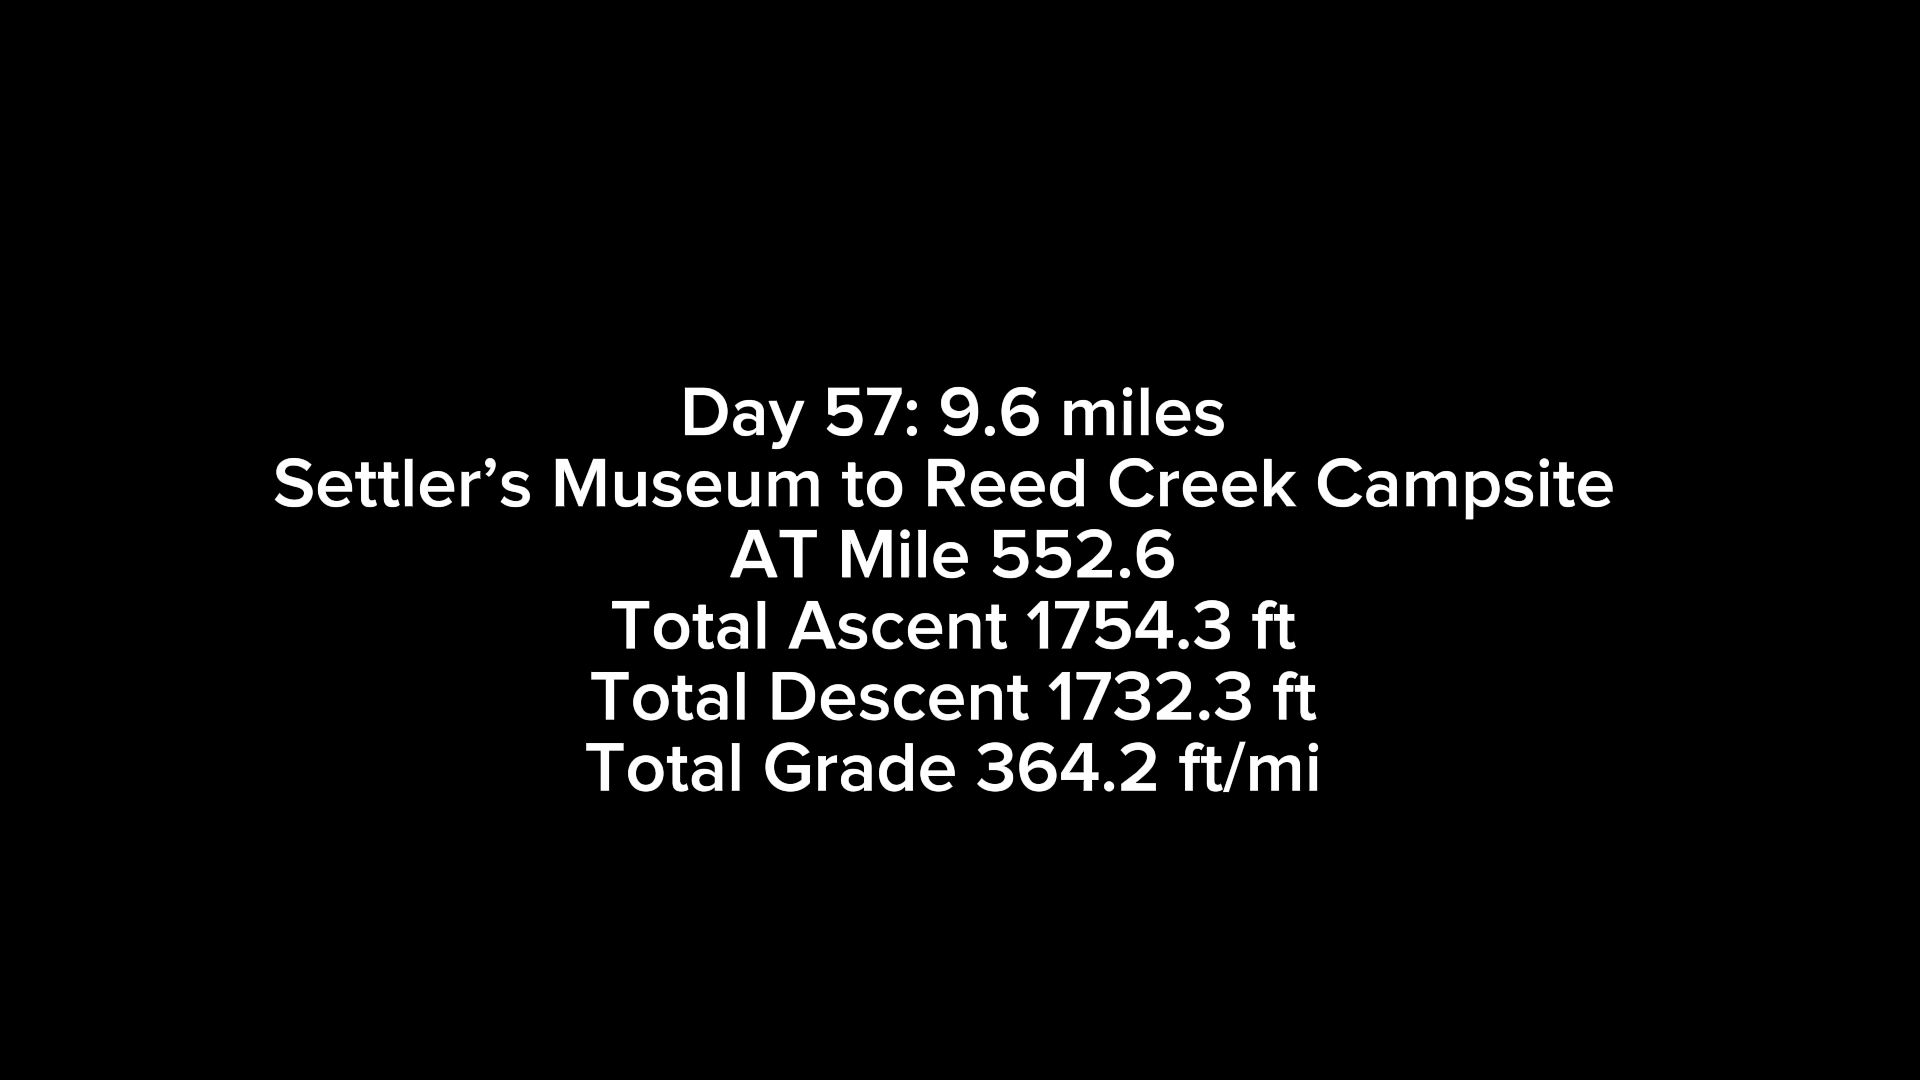 Day 57: 9.6 miles
Settler’s Museum to Reed Creek Campsite
AT Mile 552.6
Total Ascent 1754.3 ft
Total Descent 1732.3 ft
Total Grade 364.2 ft/mi